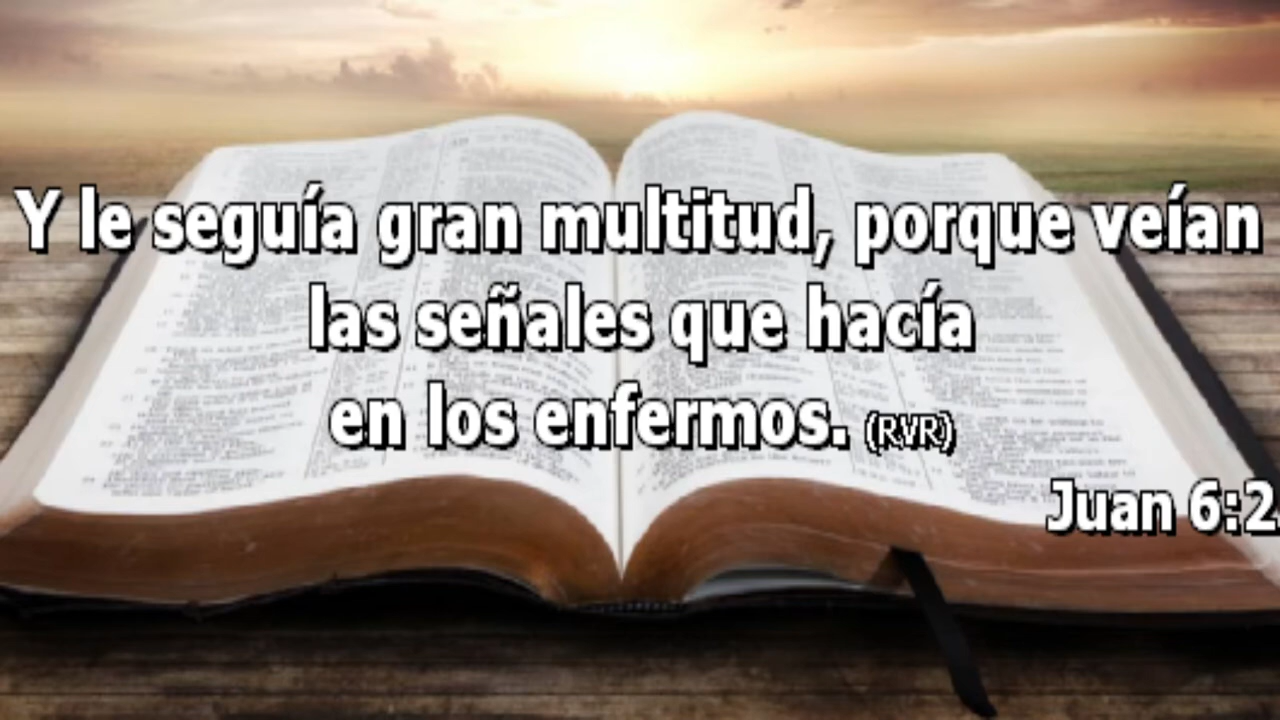 Y le seguía gran multitud, porque veían
las señales que hacía
en los enfermos. (RVR)
Juan 6:2